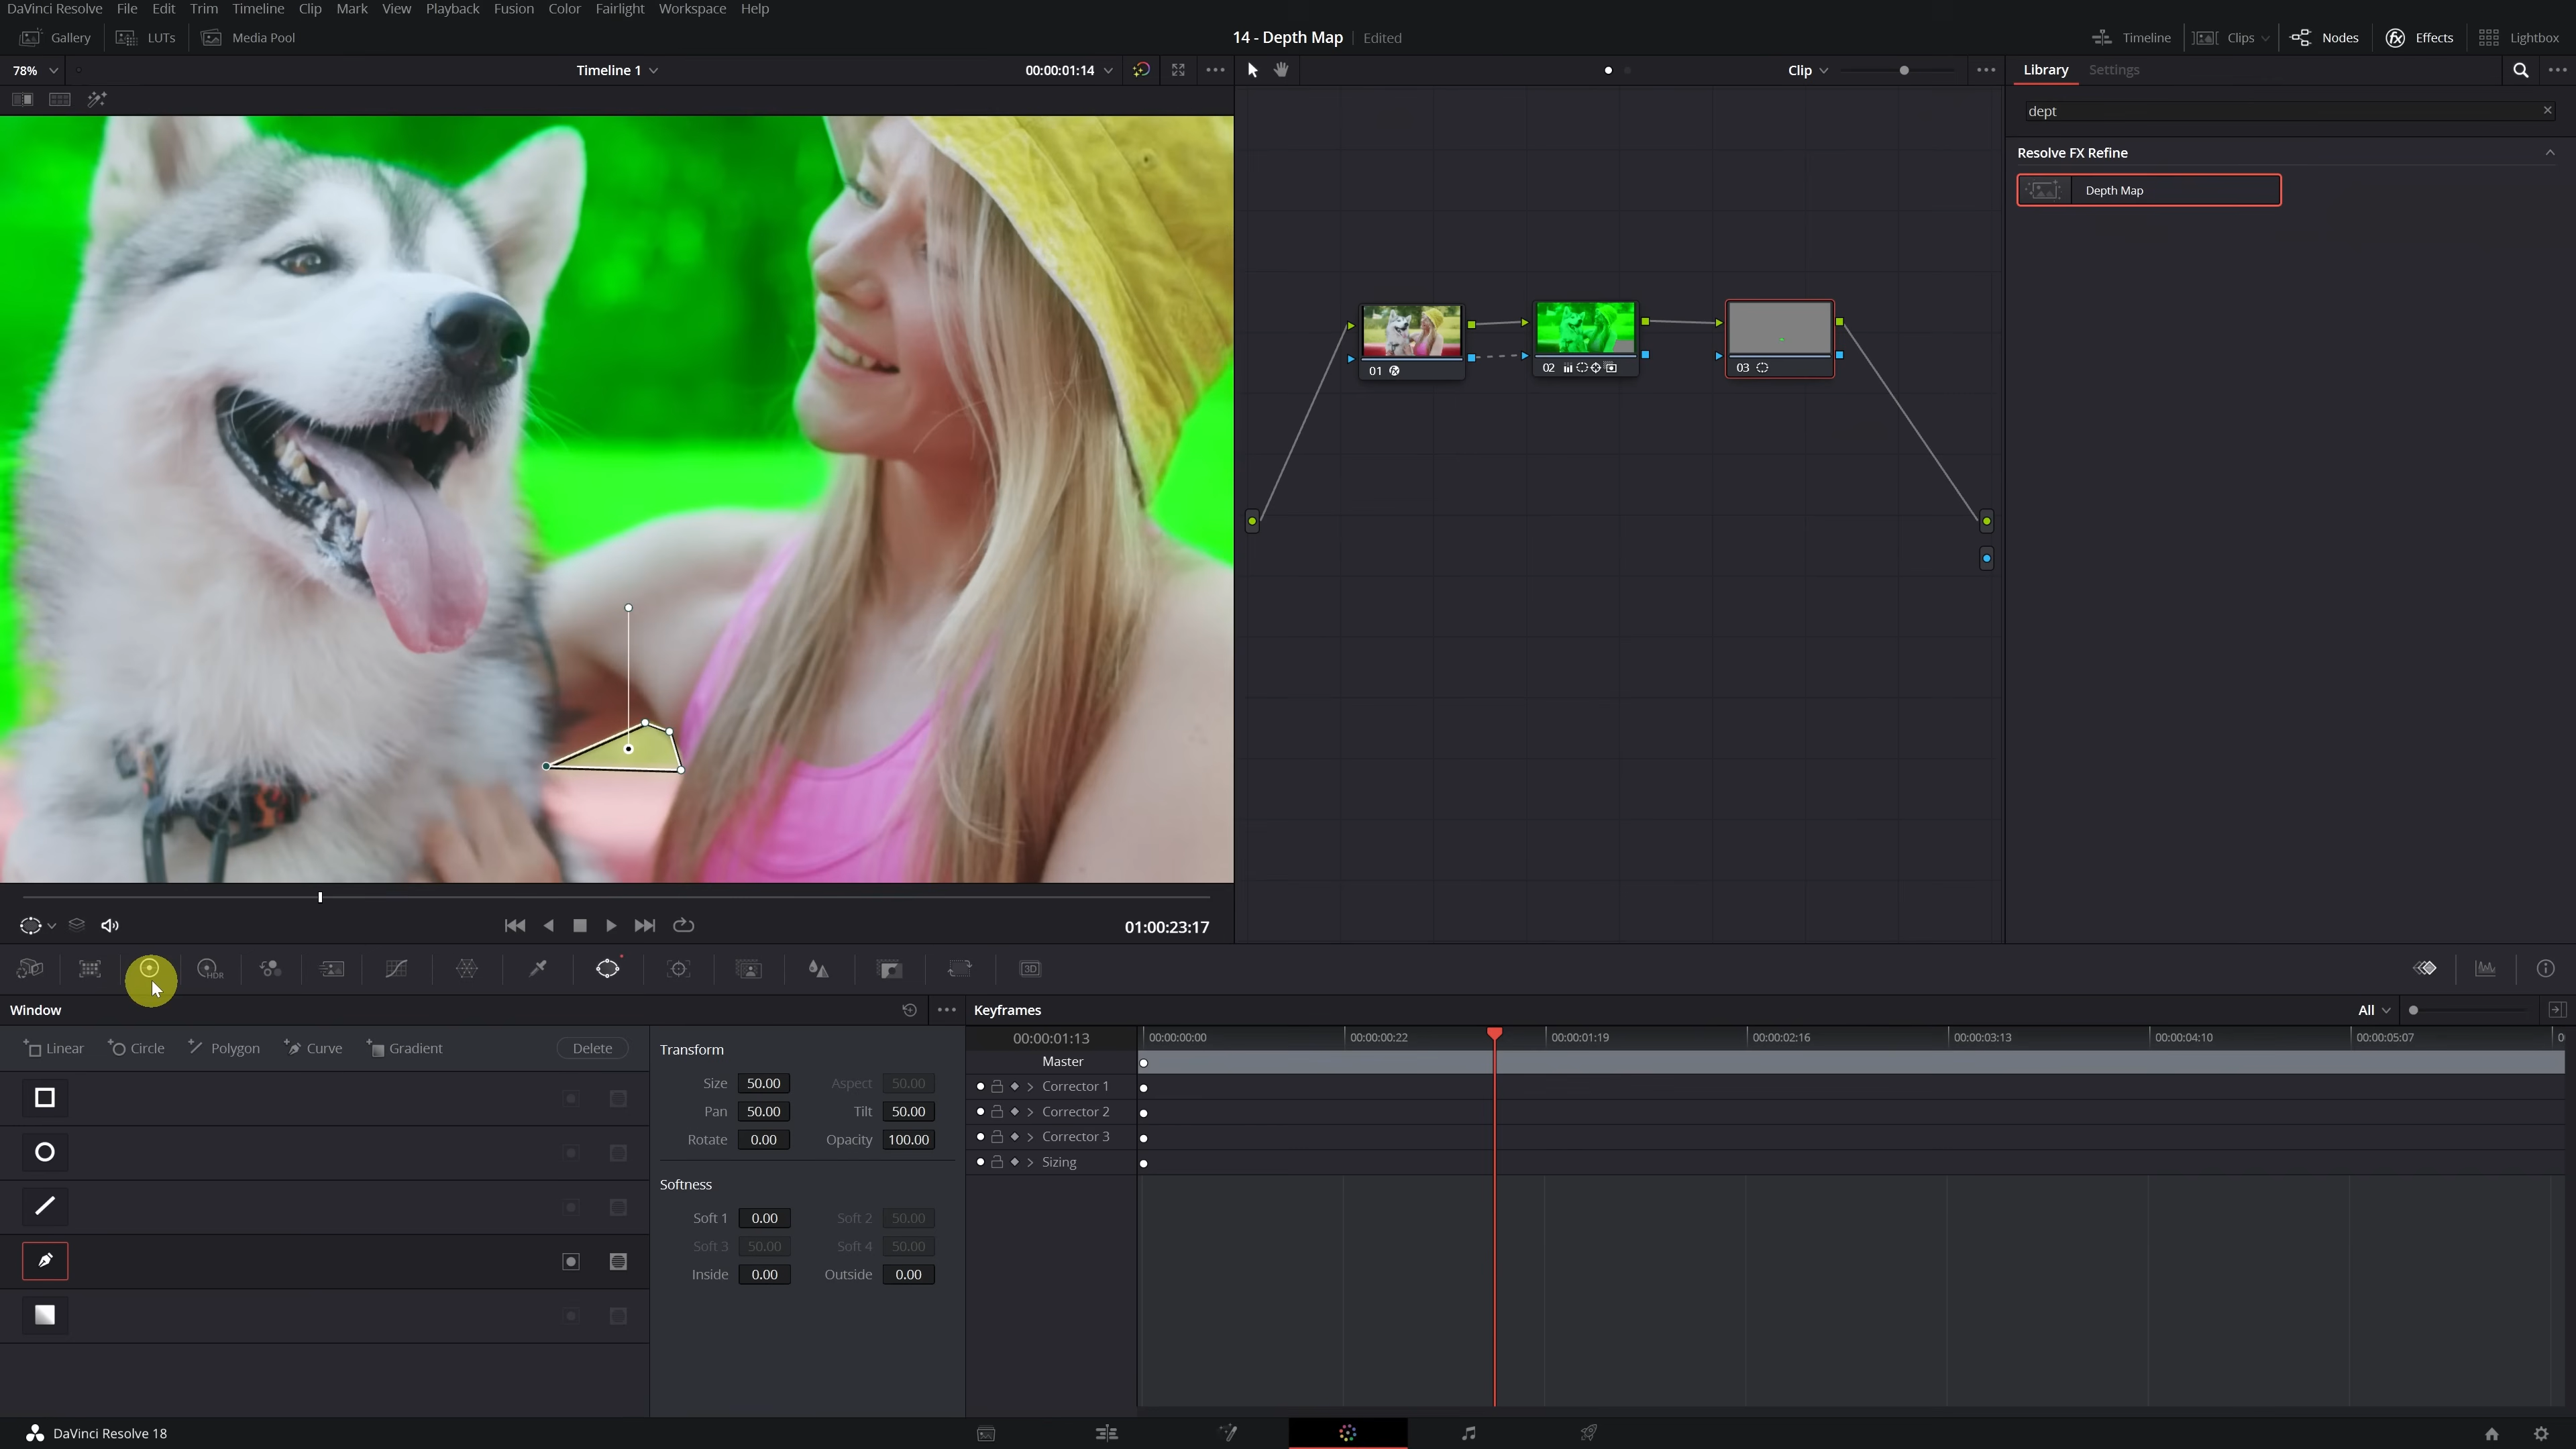 DaVinci Resolve File Edit Trim Timeline Clip Mark View Playback Fusion Color Fairlight Workspace Help
Gallery LUTs Media Pool 14 - Depth Map Edited Timeline Clips Nodes Effects Lightbox
78% Timeline 1 00:00:01:14 Clip Library Settings
dept
Resolve FX Refine
Depth Map
01 02 03
01:00:23:17
HDR 3D
Window Keyframes All
Linear Circle Polygon Curve Gradient Delete
Transform
Size 50.00 Aspect 50.00
Pan 50.00 Tilt 50.00
Rotate 0.00 Opacity 100.00
Softness
Soft 1 0.00 Soft 2 50.00
Soft 3 50.00 Soft 4 50.00
Inside 0.00 Outside 0.00
00:00:01:13 00:00:00:00 00:00:00:22 00:00:01:19 00:00:02:16 00:00:03:13 00:00:04:10 00:00:05:07 0
Master
Corrector 1
Corrector 2
Corrector 3
Sizing
DaVinci Resolve 18